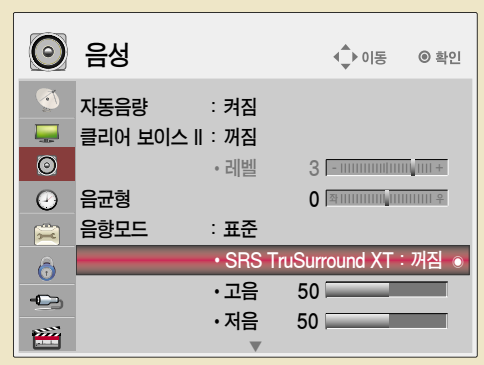 음성
이동 ◉ 확인
자동음량 : 켜짐
클리어 보이스 II : 꺼짐
• 레벨 3 - +
음균형 0 좌 우
음향모드 : 표준
• SRS TruSurround XT : 꺼짐 ◉
• 고음 50
• 저음 50
▼